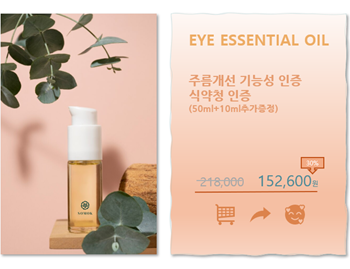 EYE ESSENTIAL OIL
주름개선 기능성 인증
식약청 인증
(50ml+10ml추가증정)
30%
218,000 152,600원